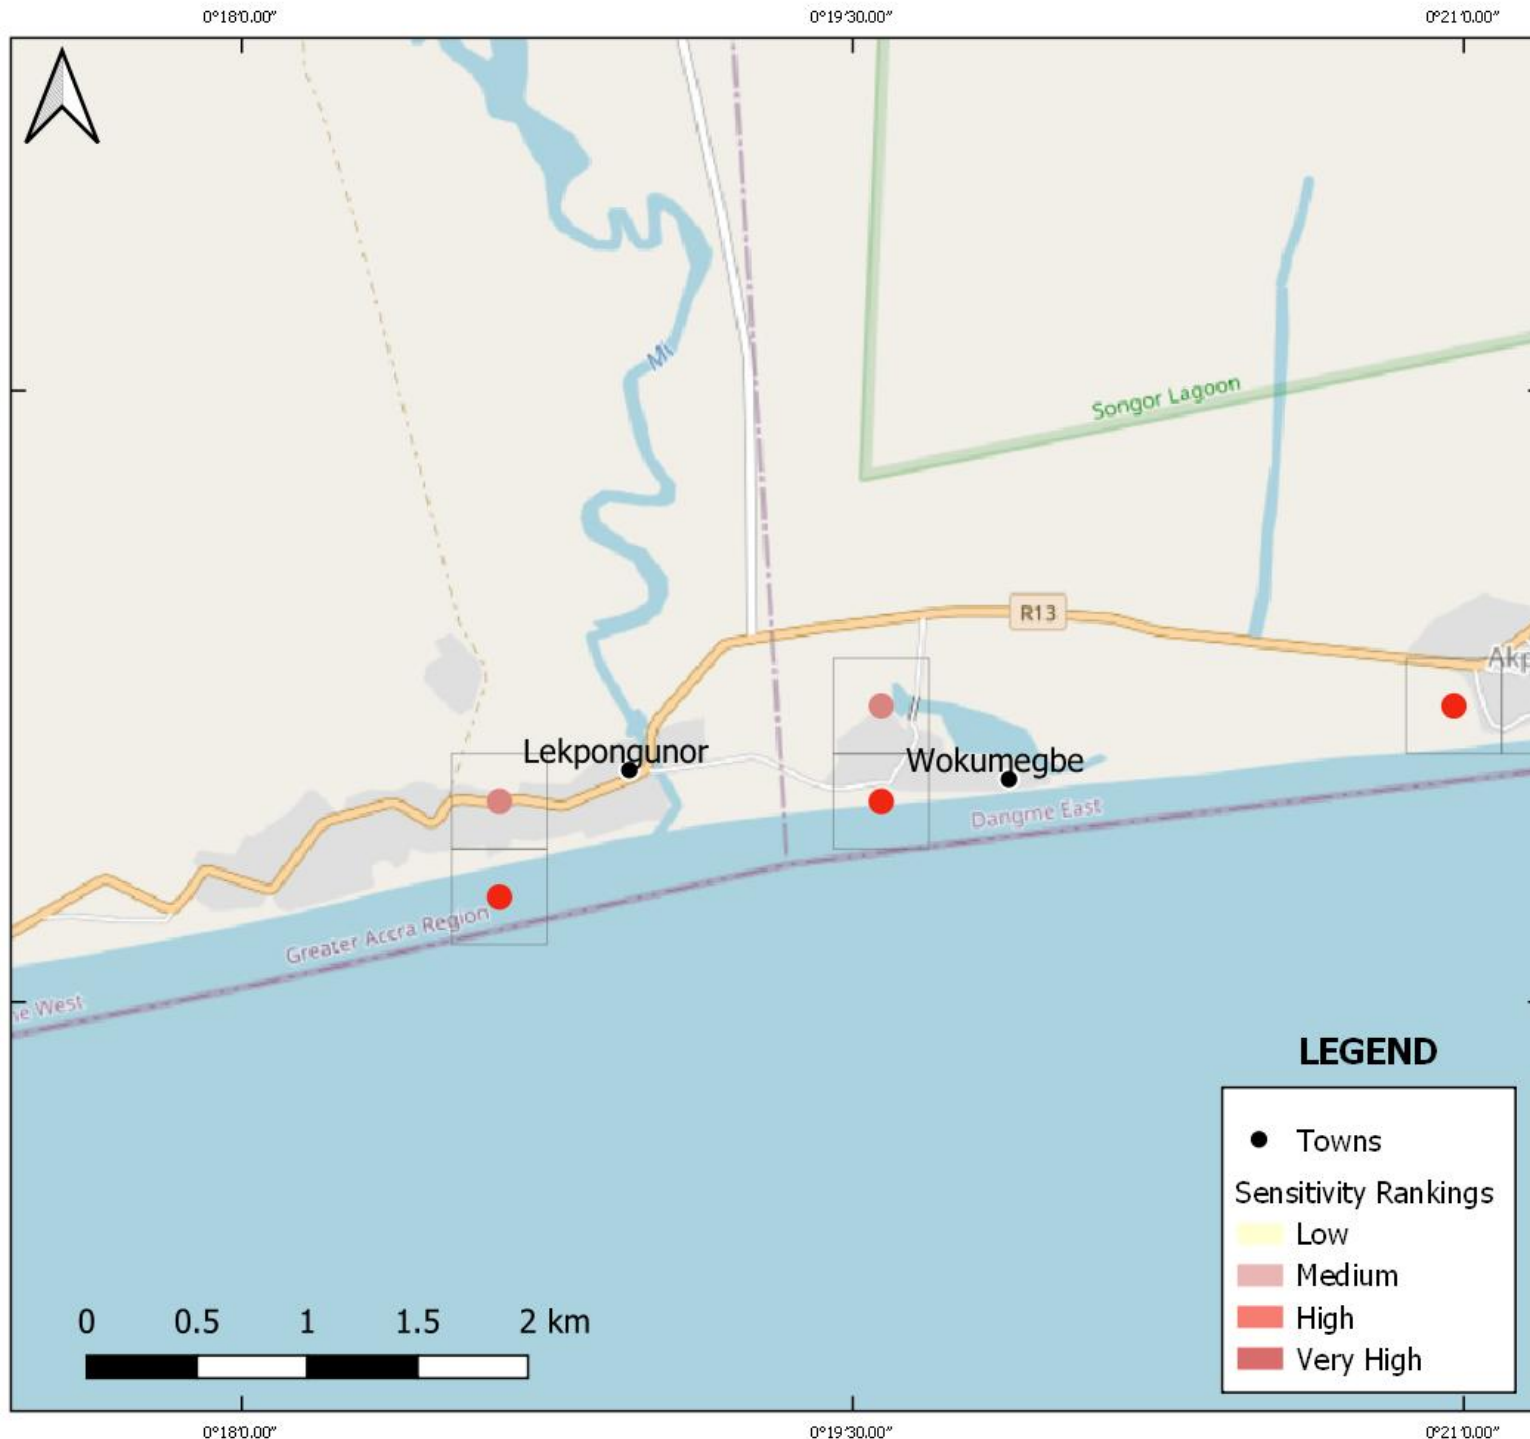 0°18'0.00"
0°19'30.00"
0°21'0.00"
Mi
Songor Lagoon
R13
Akp
Lekpongunor
Wokumegbe
Dangme East
Greater Accra Region
ne West
LEGEND
Towns
Sensitivity Rankings
Low
Medium
High
Very High
0 0.5 1 1.5 2 km
0°18'0.00"
0°19'30.00"
0°21'0.00"